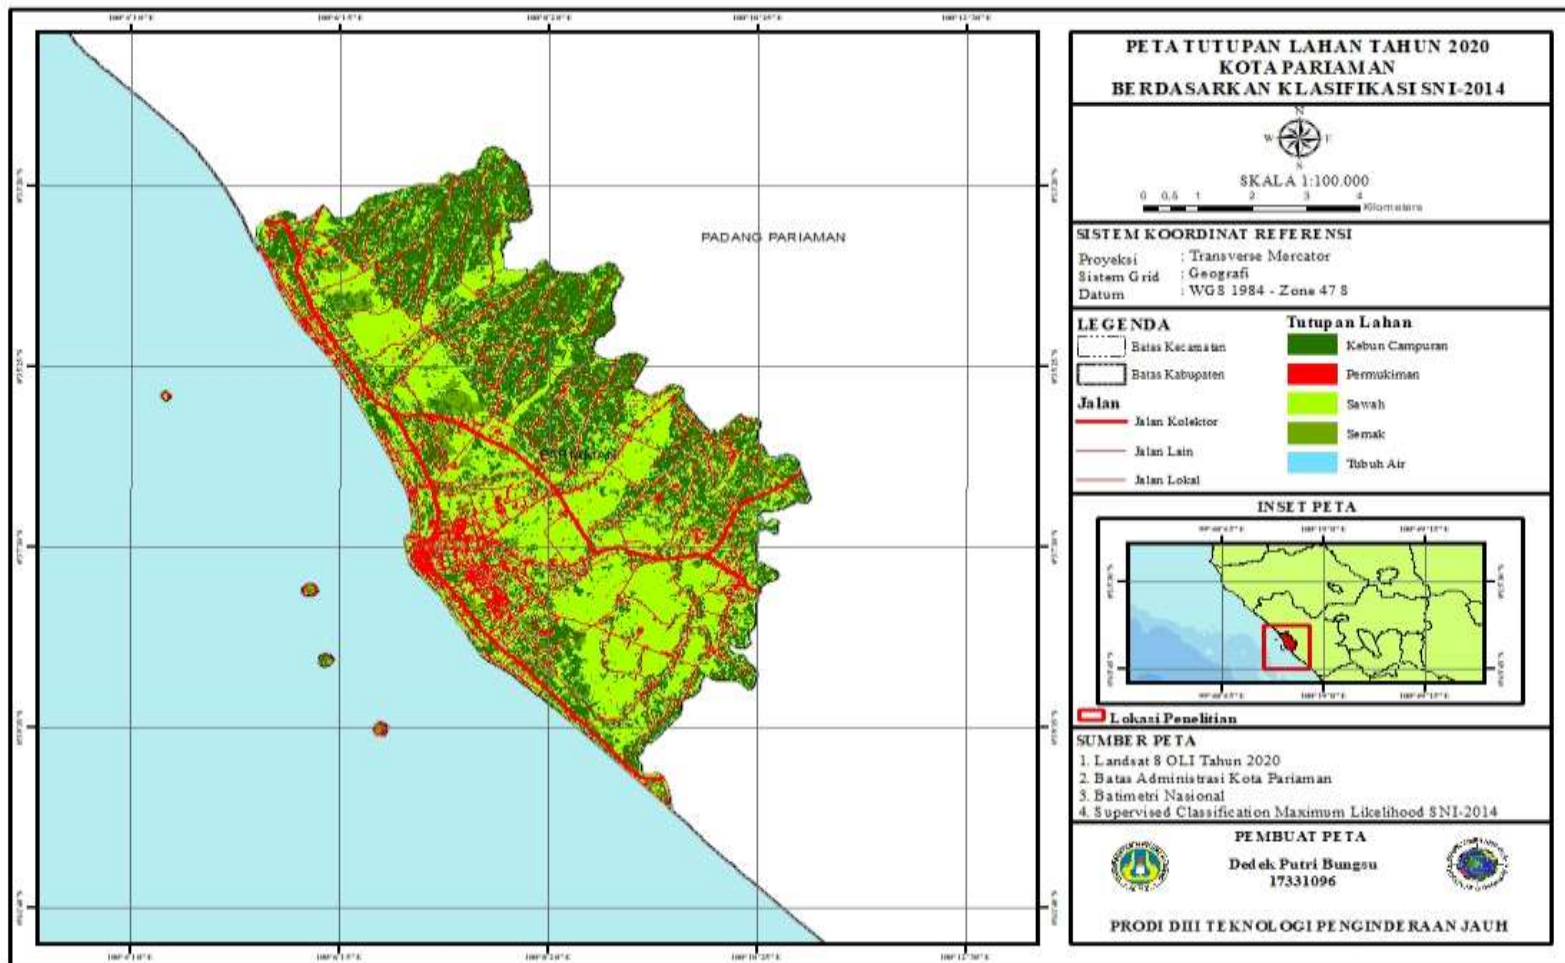 PETA TUTUPAN LAHAN TAHUN 2020
KOTA PARIAMAN
BERDASARKAN KLASIFIKASI SNI-2014
N
W E
S
SKALA 1:100.000
0 0,5 1 2 3 4
Kilometers
SISTEM KOORDINAT REFERENSI
Proyeksi : Transverse Mercator
Sistem Grid : Geografi
Datum : WGS 1984 - Zone 47 S
LEGENDA
Batas Kecamatan
Batas Kabupaten
Jalan
Jalan Kolektor
Jalan Lain
Jalan Lokal
Tutupan Lahan
Kebun Campuran
Permukiman
Sawah
Semak
Tubuh Air
INSET PETA
Lokasi Penelitian
SUMBER PETA
1. Landsat 8 OLI Tahun 2020
2. Batas Administrasi Kota Pariaman
3. Batimetri Nasional
4. Supervised Classification Maximum Likelihood SNI-2014
PEMBUAT PETA
Dedek Putri Bungsu
17331096
PRODI DIII TEKNOLOGI PENGINDERAAN JAUH
PADANG PARIAMAN
PARIAMAN